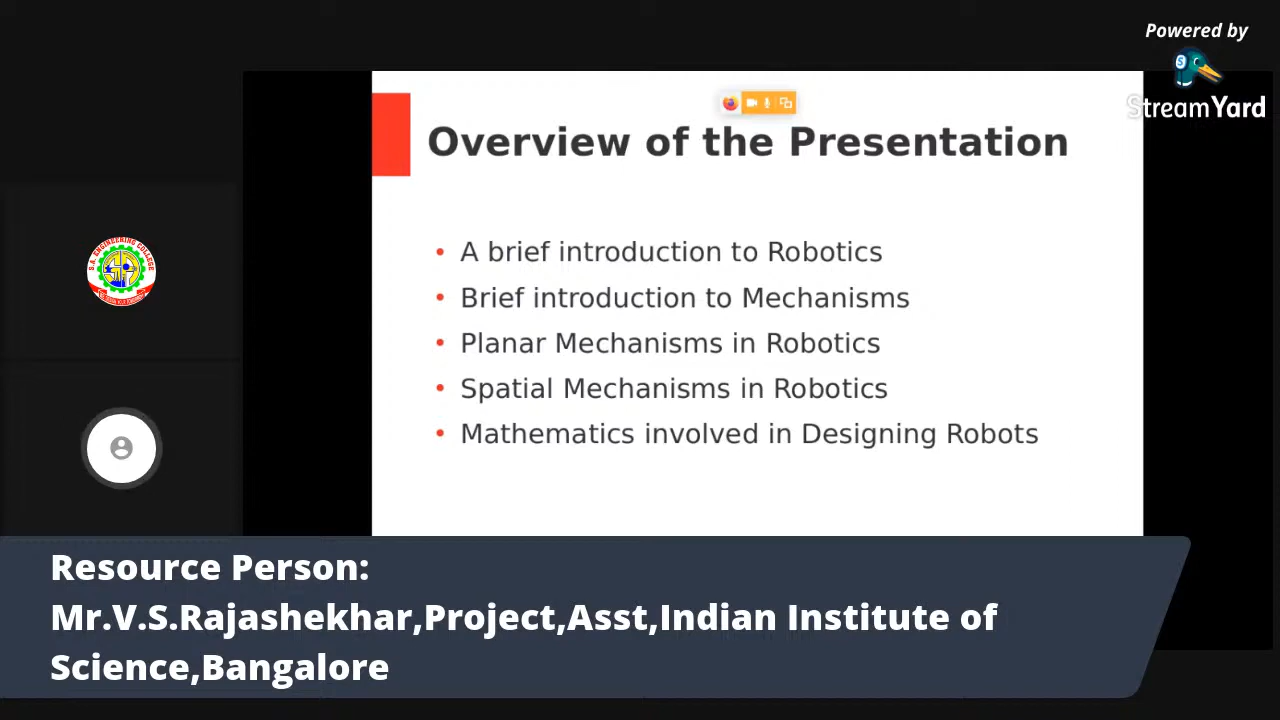 Powered by
StreamYard
Overview of the Presentation
• A brief introduction to Robotics
• Brief introduction to Mechanisms
• Planar Mechanisms in Robotics
• Spatial Mechanisms in Robotics
• Mathematics involved in Designing Robots
S.A. ENGINEERING COLLEGE
Resource Person:
Mr.V.S.Rajashekhar,Project,Asst,Indian Institute of
Science,Bangalore